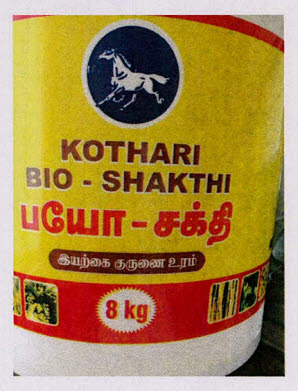 KOTHARI
BIO - SHAKTHI
பயோ - சக்தி
இயற்கை குருணை உரம்
8 kg